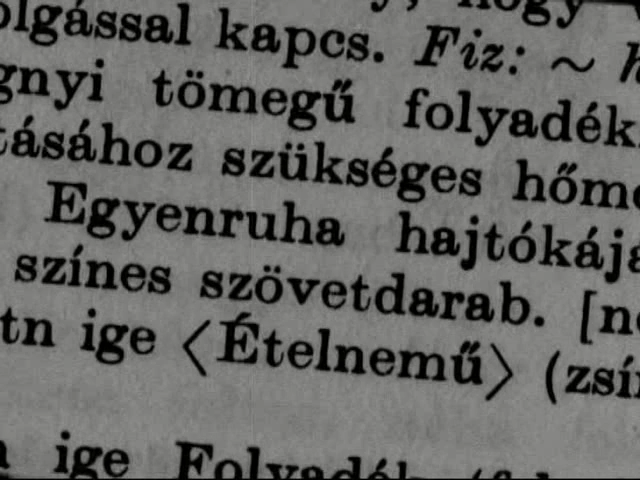 olgással kapcs. Fiz: ~
gnyi tömegű folyadék
tásához szükséges hőm
Egyenruha hajtókája
színes szövetdarab. [n
tn ige ⟨Ételnemű⟩ (zsí
ige Folyadék